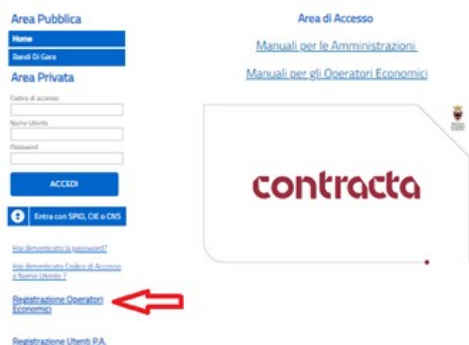 Area Pubblica
Home
Bandi Di Gara
Area Privata
Codice di accesso
Nome Utente
Password
ACCEDI
Entra con SPID, CIE o CNS
Hai dimenticato la password?
Hai dimenticato Codice di Accesso
e Nome Utente ?
Registrazione Operatori
Economici
Registrazione Utenti P.A.
Area di Accesso
Manuali per le Amministrazioni
Manuali per gli Operatori Economici
contracta